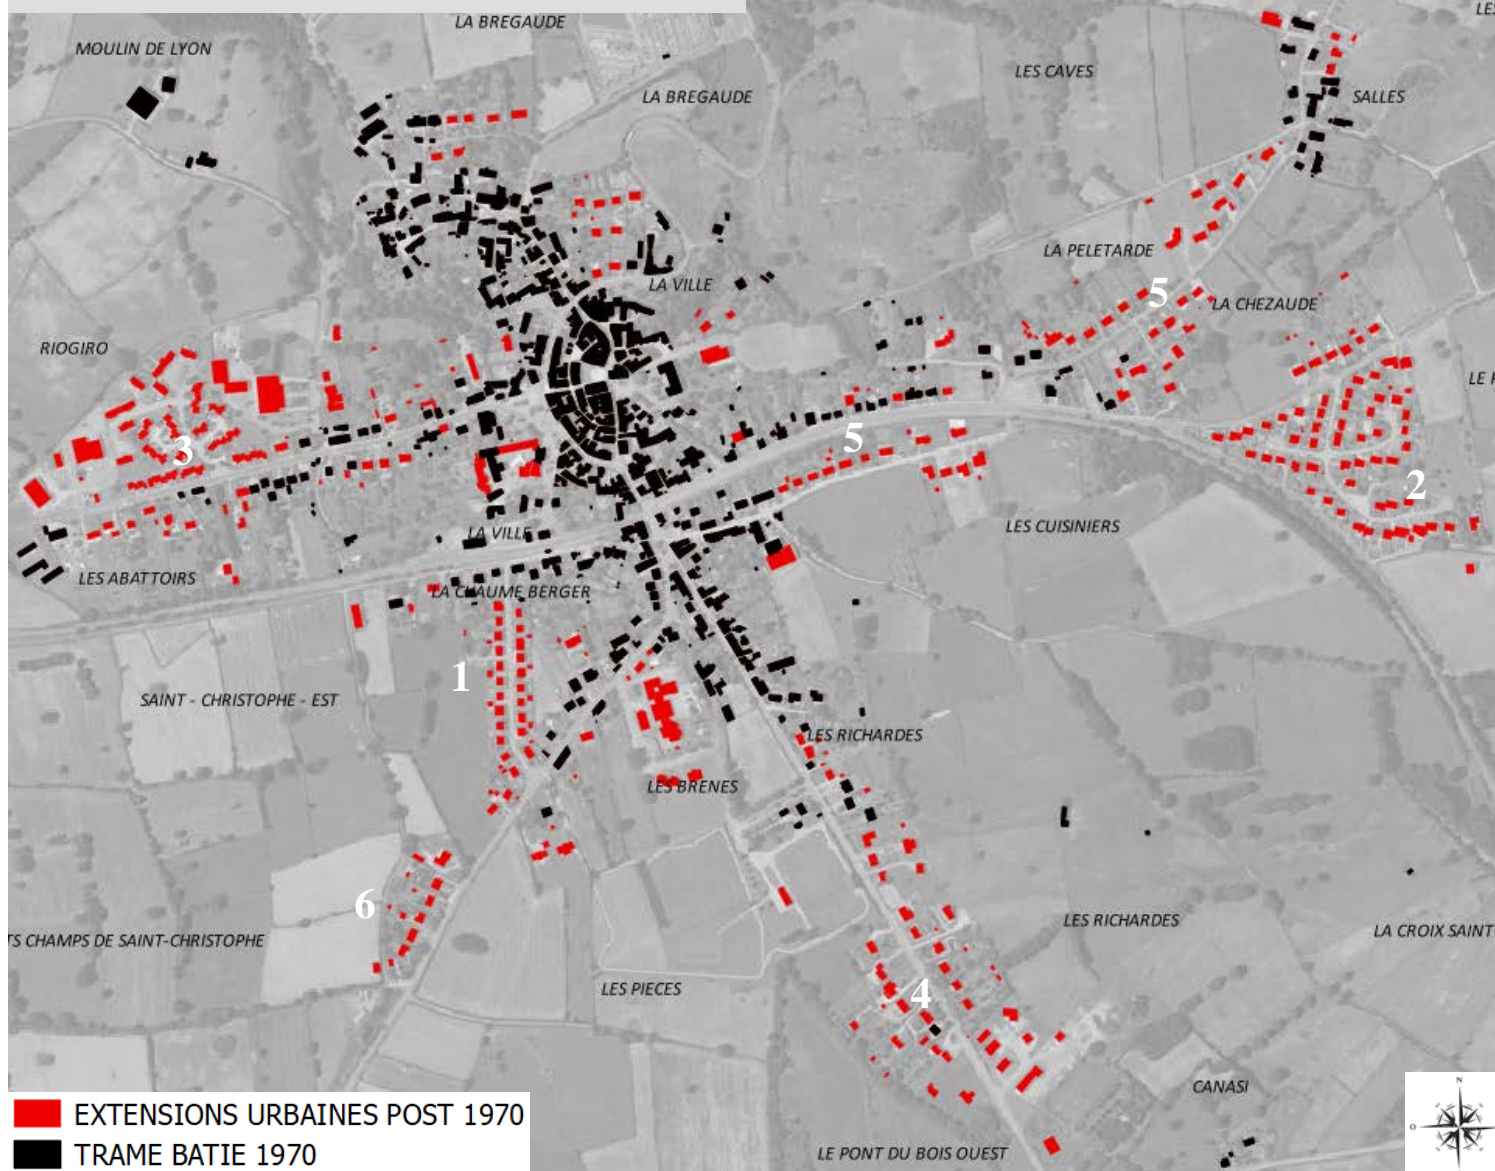 LA BREGAUDE
LES
MOULIN DE LYON
LES CAVES
LA BREGAUDE
SALLES
LA PELETARDE
LA VILLE
5
LA CHEZAUDE
RIOGIRO
LE
5
3
2
LA VILLE
LES CUISINIERS
LES ABATTOIRS
LA CHAUME BERGER
1
SAINT - CHRISTOPHE - EST
LES RICHARDES
LES BRENES
6
TS CHAMPS DE SAINT-CHRISTOPHE
LES RICHARDES
LA CROIX SAINT
LES PIECES
4
CANASI
N
O
LE PONT DU BOIS OUEST
EXTENSIONS URBAINES POST 1970
TRAME BATIE 1970